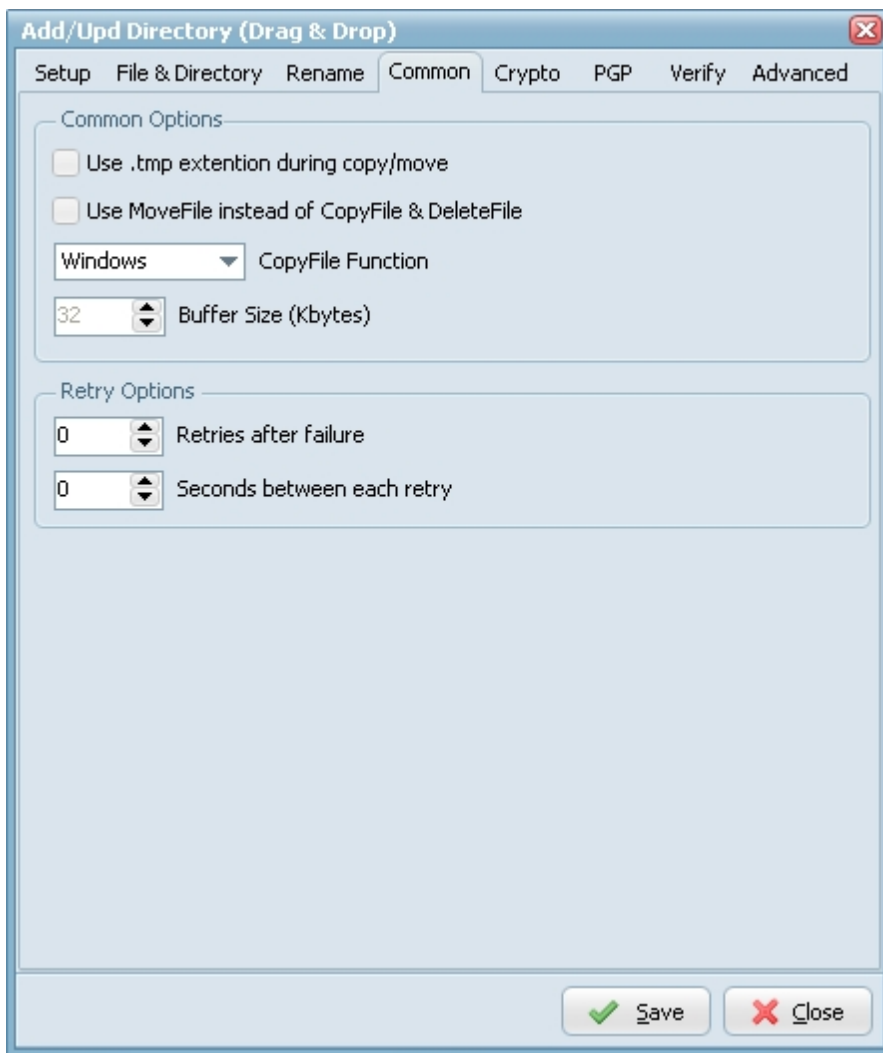 Add/Upd Directory (Drag & Drop)
Setup File & Directory Rename Common Crypto PGP Verify Advanced
Common Options
Use .tmp extention during copy/move
Use MoveFile instead of CopyFile & DeleteFile
Windows CopyFile Function
32 Buffer Size (Kbytes)
Retry Options
0 Retries after failure
0 Seconds between each retry
Save Close